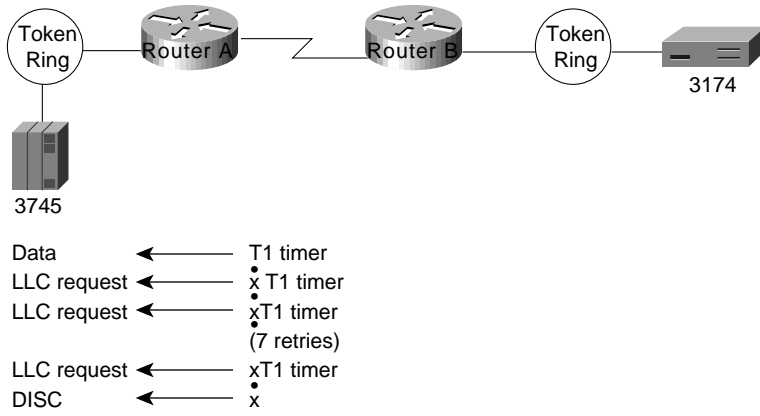 Token
Ring
Router A
Router B
Token
Ring
3174
3745
Data T1 timer
LLC request x T1 timer
LLC request xT1 timer
(7 retries)
LLC request xT1 timer
DISC x